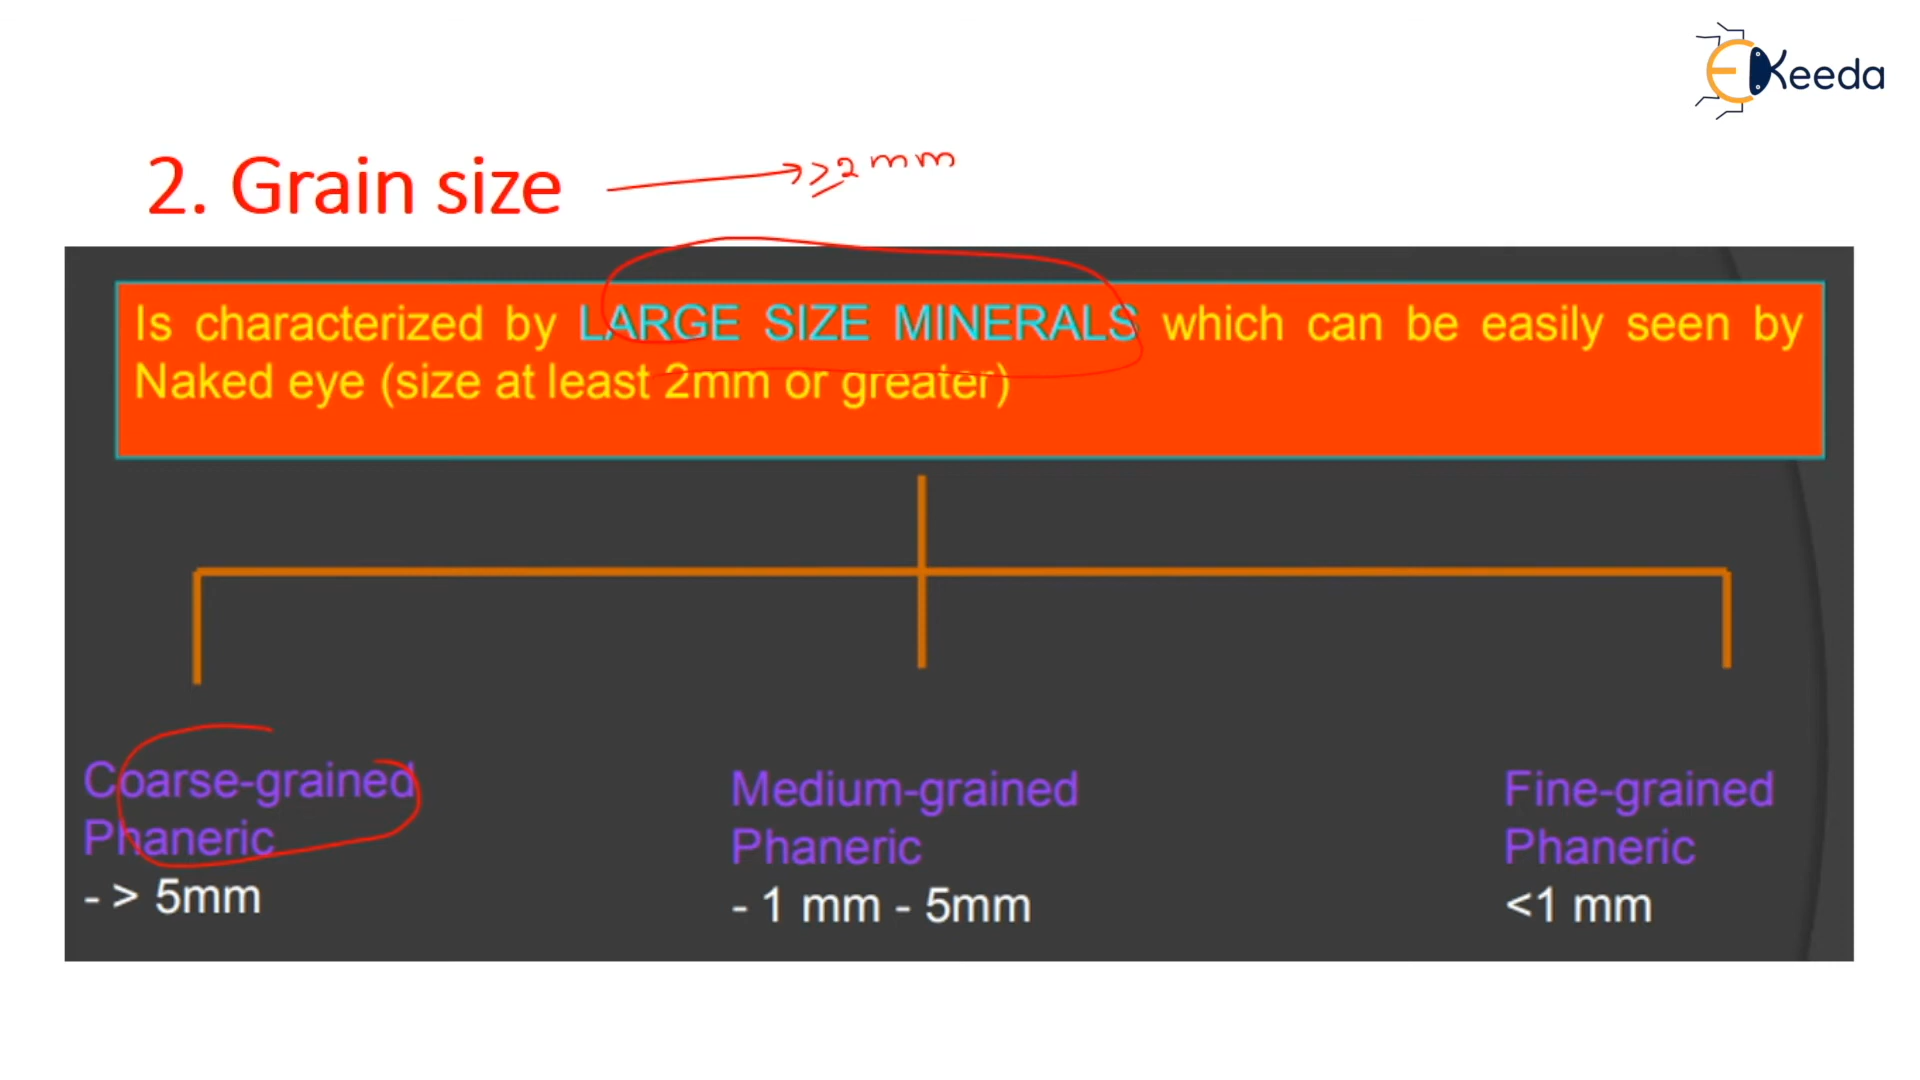 EKeeda
2. Grain size
≥2 mm
Is characterized by LARGE SIZE MINERALS which can be easily seen by
Naked eye (size at least 2mm or greater)
Coarse-grained
Phaneric
- > 5mm
Medium-grained
Phaneric
- 1 mm - 5mm
Fine-grained
Phaneric
<1 mm